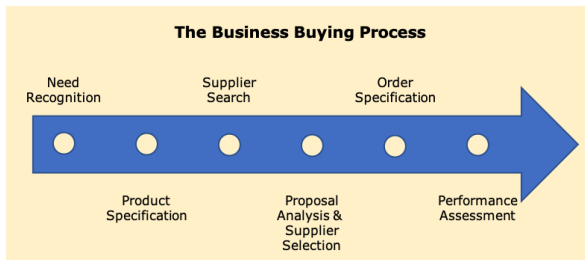 The Business Buying Process
Need
Recognition
Product
Specification
Supplier
Search
Proposal
Analysis &
Supplier
Selection
Order
Specification
Performance
Assessment